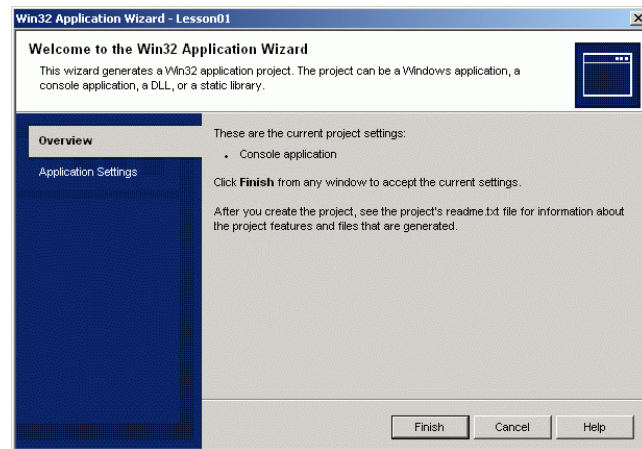 Win32 Application Wizard - Lesson01
Welcome to the Win32 Application Wizard
This wizard generates a Win32 application project. The project can be a Windows application, a
console application, a DLL, or a static library.
Overview
Application Settings
These are the current project settings:
• Console application
Click Finish from any window to accept the current settings.
After you create the project, see the project's readme.txt file for information about
the project features and files that are generated.
Finish
Cancel
Help